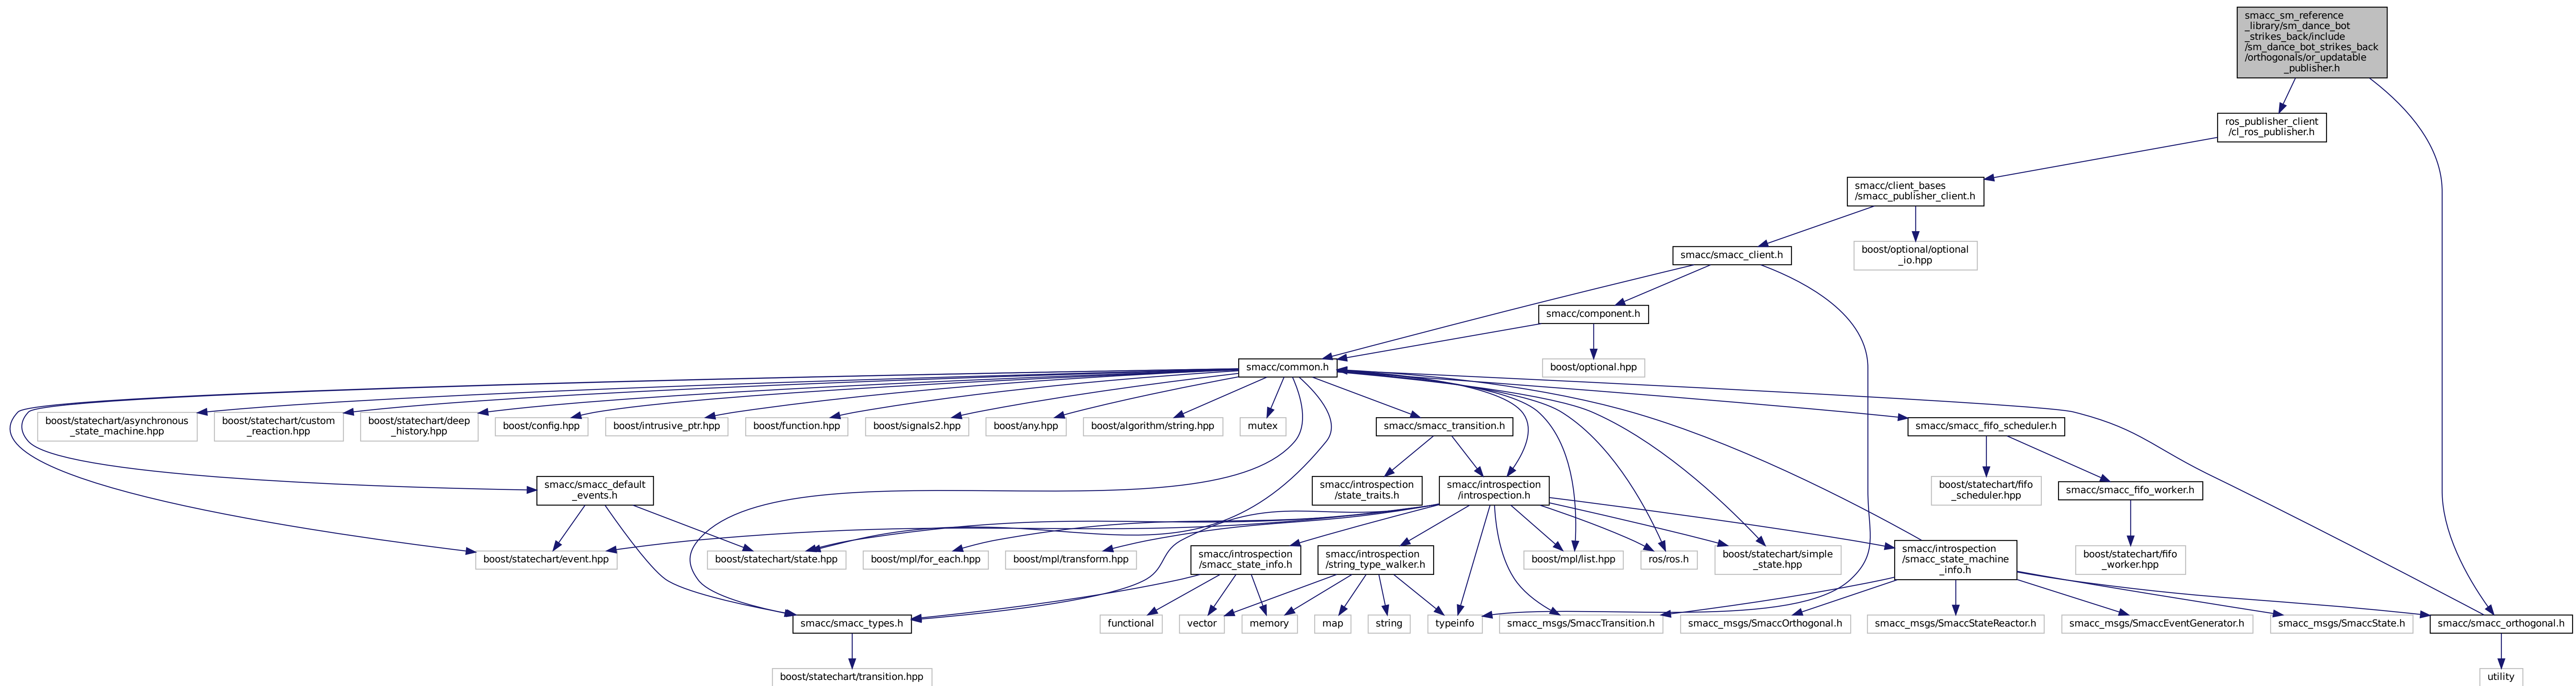 smacc_sm_reference
_library/sm_dance_bot
_strikes_back/include
/sm_dance_bot_strikes_back
/orthogonals/or_updatable
_publisher.h
ros_publisher_client
/cl_ros_publisher.h
smacc/client_bases
/smacc_publisher_client.h
smacc/smacc_client.h
boost/optional/optional
_io.hpp
smacc/component.h
smacc/common.h
boost/optional.hpp
boost/statechart/asynchronous
_state_machine.hpp
boost/statechart/custom
_reaction.hpp
boost/statechart/deep
_history.hpp
boost/config.hpp
boost/intrusive_ptr.hpp
boost/function.hpp
boost/signals2.hpp
boost/any.hpp
boost/algorithm/string.hpp
mutex
smacc/smacc_transition.h
smacc/smacc_fifo_scheduler.h
smacc/smacc_default
_events.h
smacc/introspection
/state_traits.h
smacc/introspection
/introspection.h
boost/statechart/fifo
_scheduler.hpp
smacc/smacc_fifo_worker.h
boost/statechart/event.hpp
boost/statechart/state.hpp
boost/mpl/for_each.hpp
boost/mpl/transform.hpp
smacc/introspection
/smacc_state_info.h
smacc/introspection
/string_type_walker.h
boost/mpl/list.hpp
ros/ros.h
boost/statechart/simple
_state.hpp
smacc/introspection
/smacc_state_machine
_info.h
boost/statechart/fifo
_worker.hpp
smacc/smacc_types.h
functional
vector
memory
map
string
typeinfo
smacc_msgs/SmaccTransition.h
smacc_msgs/SmaccOrthogonal.h
smacc_msgs/SmaccStateReactor.h
smacc_msgs/SmaccEventGenerator.h
smacc_msgs/SmaccState.h
smacc/smacc_orthogonal.h
boost/statechart/transition.hpp
utility